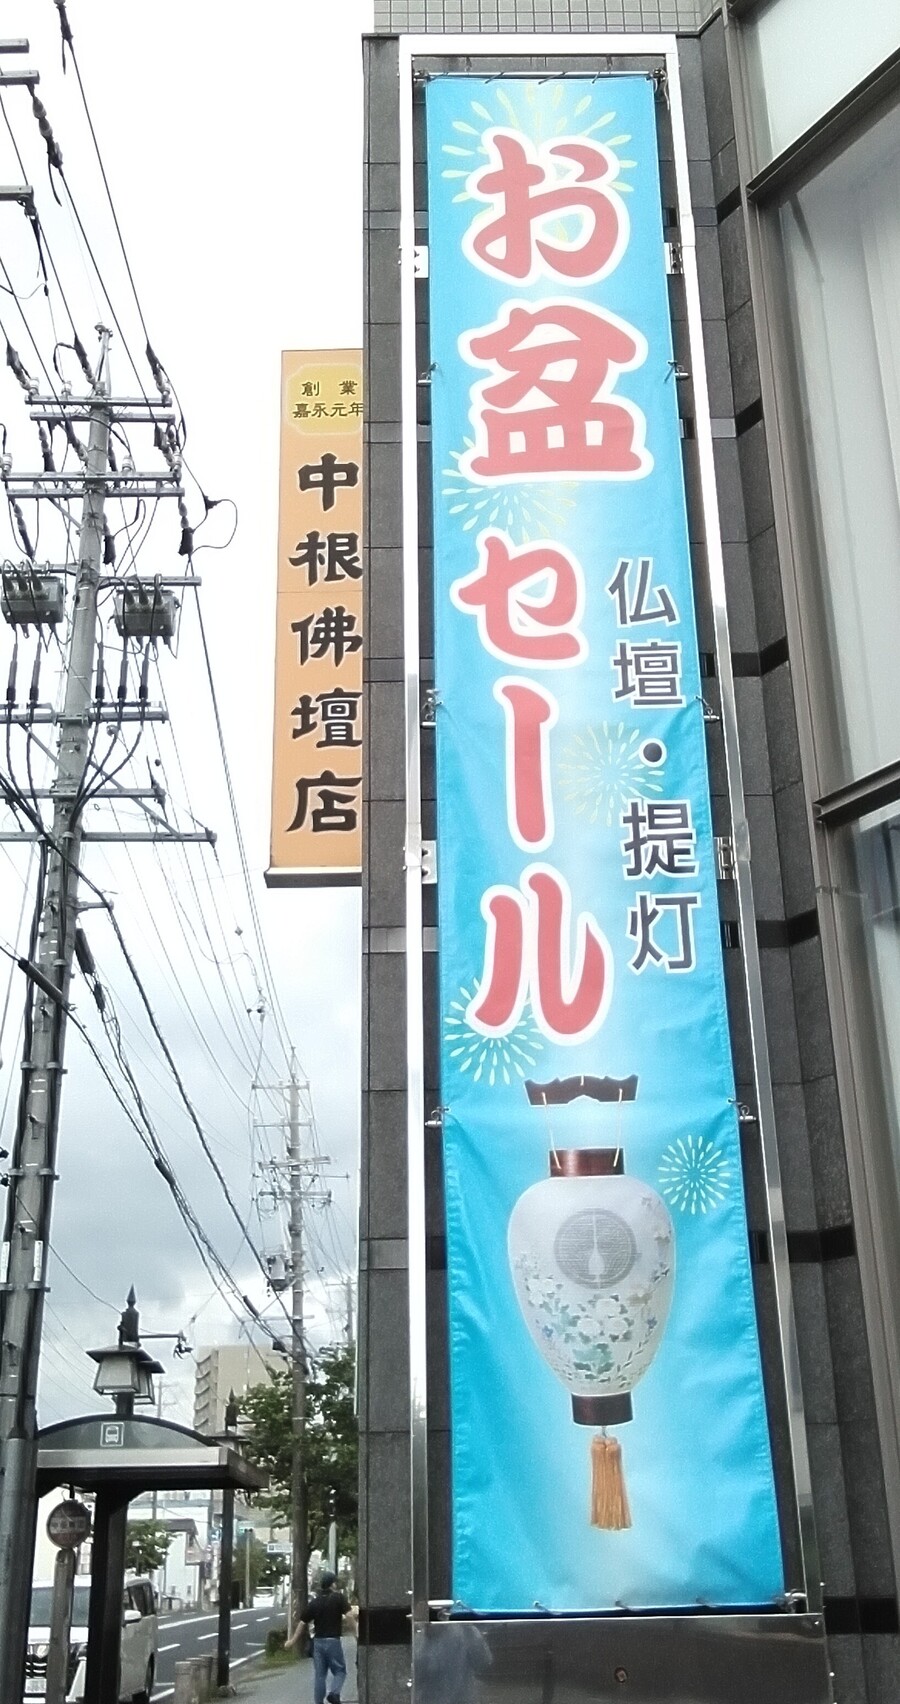 お盆セール
仏壇・提灯
創業
嘉永元年
中根佛壇店